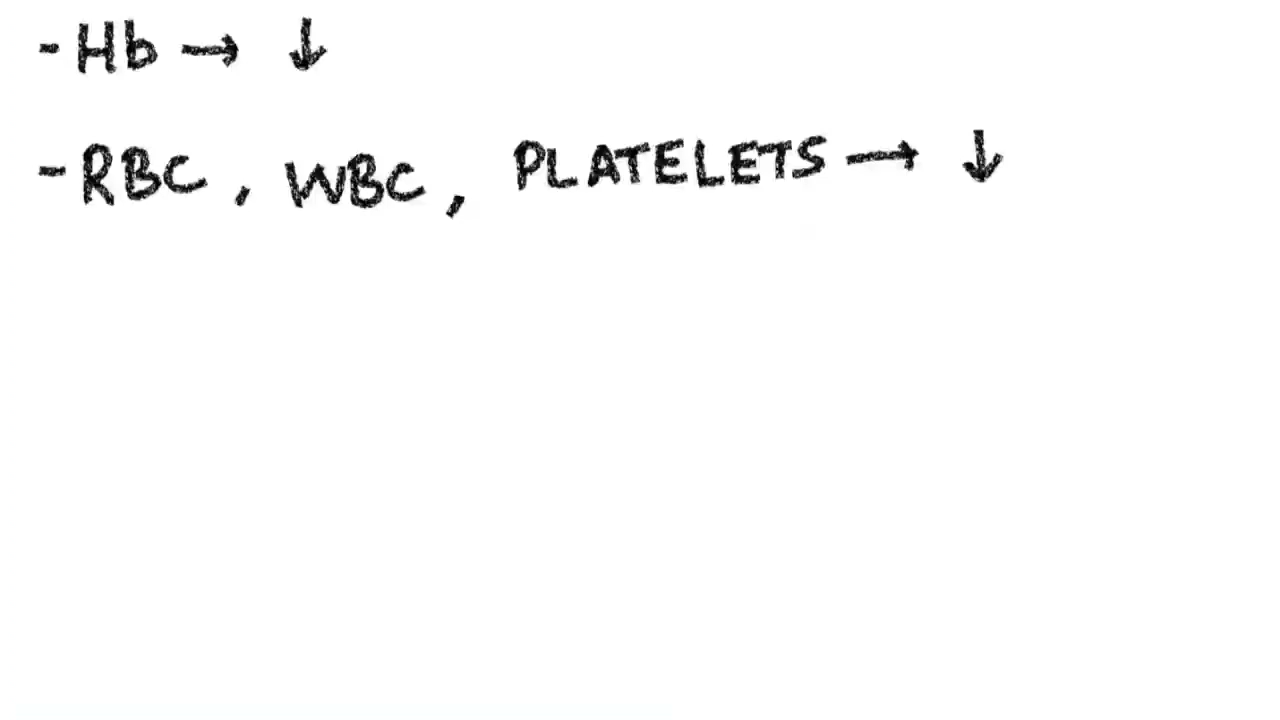 - Hb → ↓
- RBC, WBC, PLATELETS → ↓